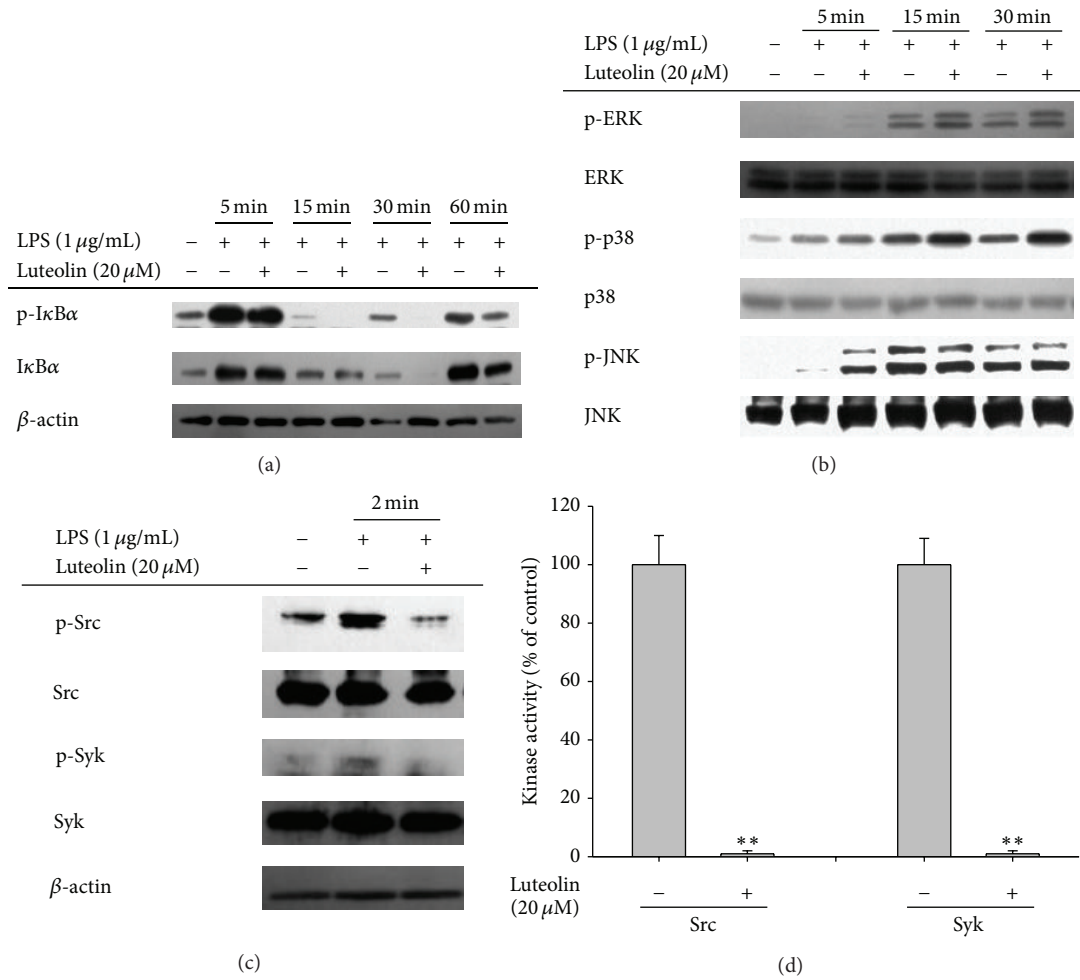 5 min 15 min 30 min 60 min
LPS (1 μg/mL) − + + + + + + + +
Luteolin (20 μM) − − + − + − + − +
p-IκBα
IκBα
β-actin
(a)
5 min 15 min 30 min
LPS (1 μg/mL) − + + + + + +
Luteolin (20 μM) − − + − + − +
p-ERK
ERK
p-p38
p38
p-JNK
JNK
(b)
2 min
LPS (1 μg/mL) − + +
Luteolin (20 μM) − − +
p-Src
Src
p-Syk
Syk
β-actin
(c)
Kinase activity (% of control)
120
100
80
60
40
20
0
** **
Luteolin
(20 μM) − + − +
Src Syk
(d)